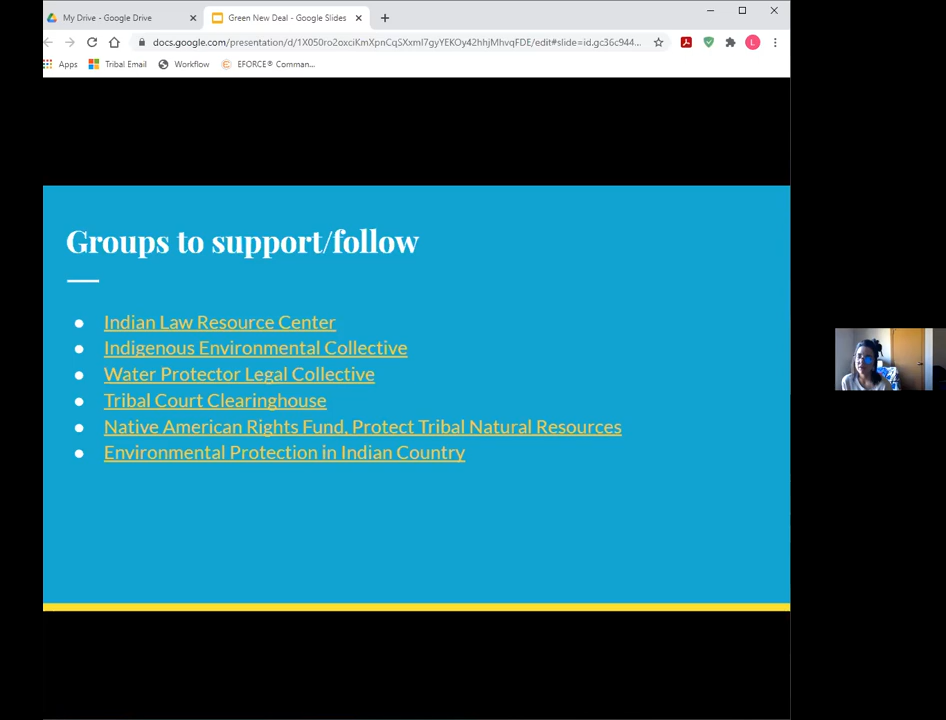 My Drive - Google Drive
Green New Deal - Google Slides
docs.google.com/presentation/d/1X050ro2oxciKmXpnCqSXxml7gyYEKOy42hhjMhvqFDE/edit#slide=id.gc36c944...
L
Apps
Tribal Email
Workflow
EFORCE® Comman...
Groups to support/follow
● Indian Law Resource Center
● Indigenous Environmental Collective
● Water Protector Legal Collective
● Tribal Court Clearinghouse
● Native American Rights Fund, Protect Tribal Natural Resources
● Environmental Protection in Indian Country